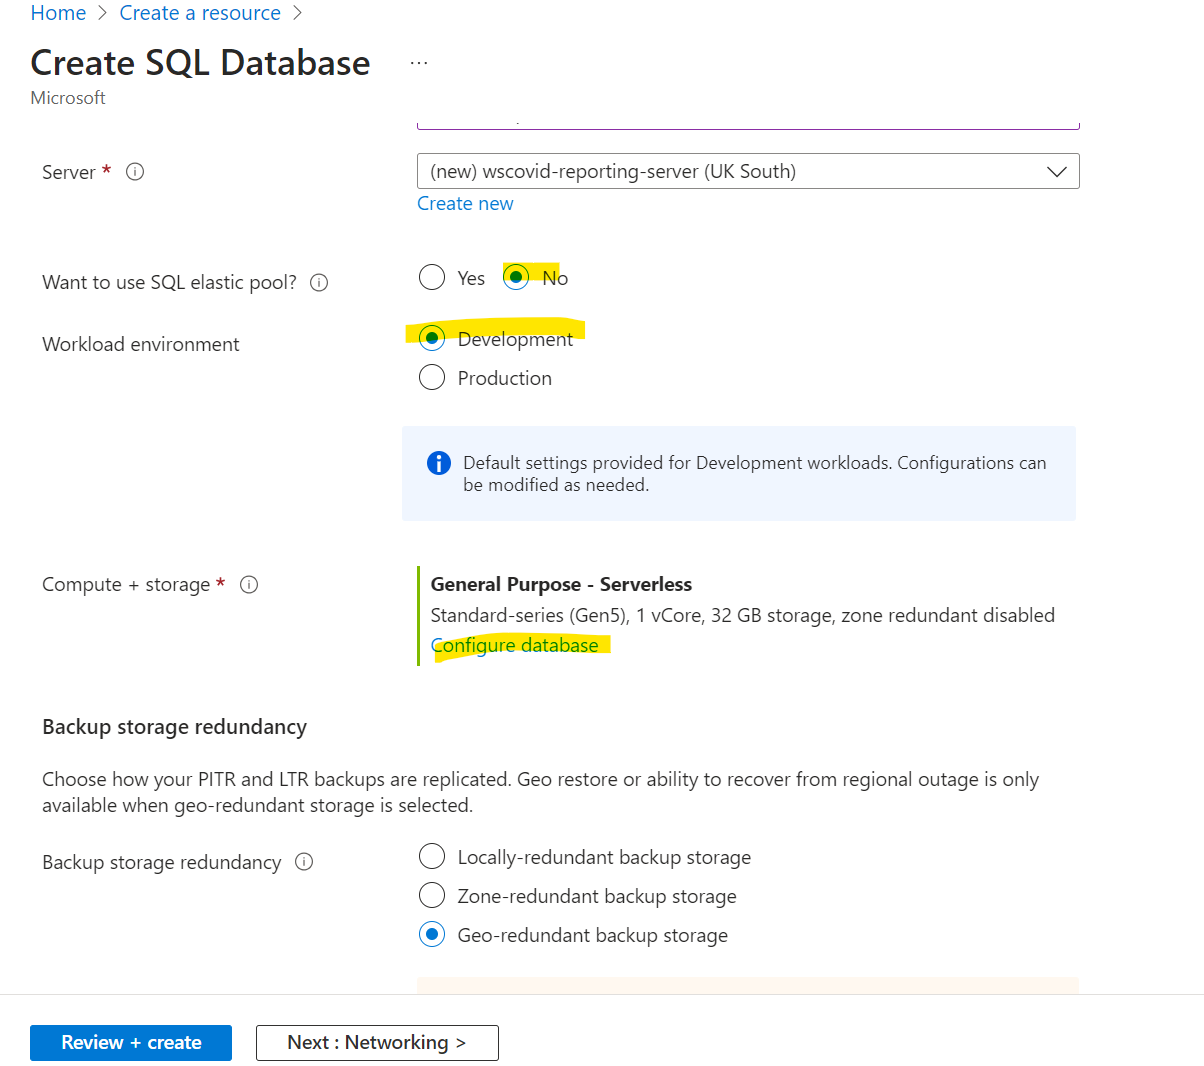 Home > Create a resource >
Create SQL Database ...
Microsoft
Server * (new) wscovid-reporting-server (UK South)
Create new
Want to use SQL elastic pool? Yes No
Workload environment Development
Production
Default settings provided for Development workloads. Configurations can
be modified as needed.
Compute + storage * General Purpose - Serverless
Standard-series (Gen5), 1 vCore, 32 GB storage, zone redundant disabled
Configure database
Backup storage redundancy
Choose how your PITR and LTR backups are replicated. Geo restore or ability to recover from regional outage is only
available when geo-redundant storage is selected.
Backup storage redundancy Locally-redundant backup storage
Zone-redundant backup storage
Geo-redundant backup storage
Review + create Next : Networking >